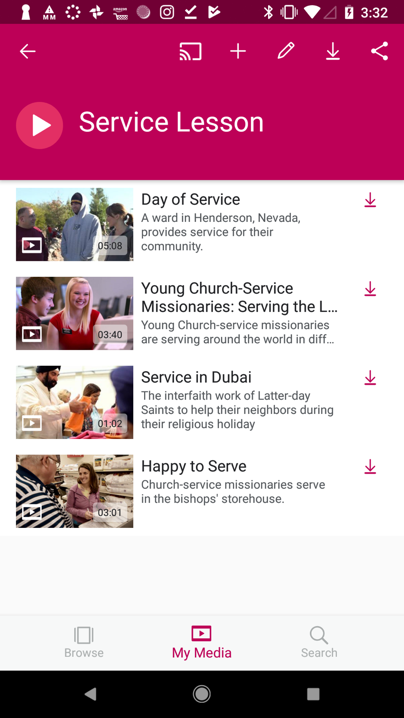 3:32
Service Lesson
Day of Service
A ward in Henderson, Nevada,
provides service for their
community.
05:08
Young Church-Service
Missionaries: Serving the L...
Young Church-service missionaries
are serving around the world in diff...
03:40
Service in Dubai
The interfaith work of Latter-day
Saints to help their neighbors during
their religious holiday
01:02
Happy to Serve
Church-service missionaries serve
in the bishops' storehouse.
03:01
Browse
My Media
Search